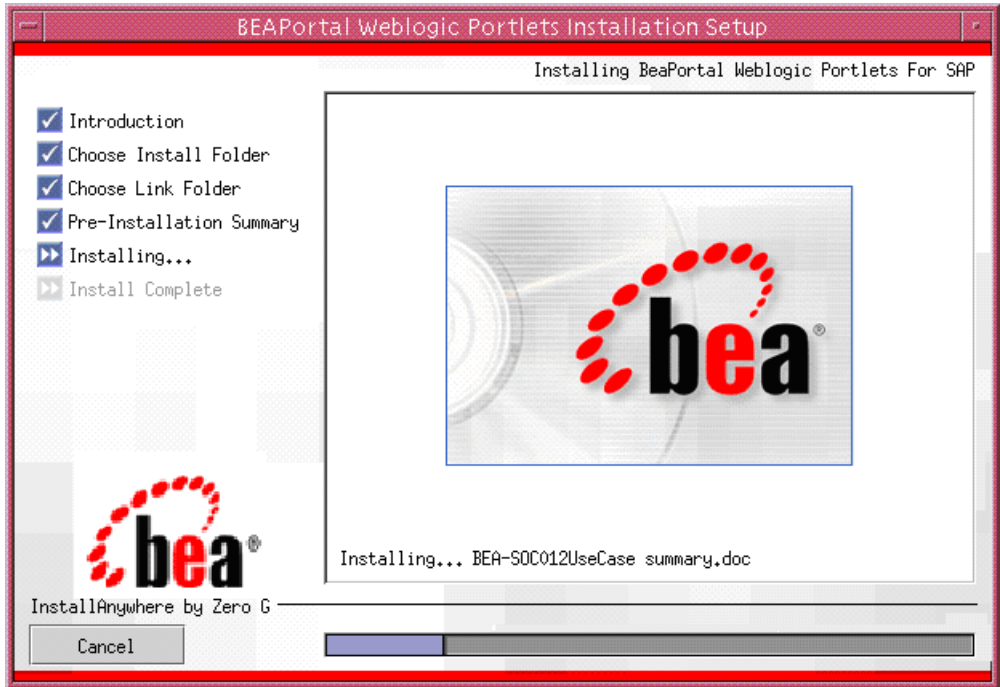 BEAPortal Weblogic Portlets Installation Setup
Installing BeaPortal Weblogic Portlets For SAP
Introduction
Choose Install Folder
Choose Link Folder
Pre-Installation Summary
Installing...
Install Complete
bea®
Installing... BEA-SOC012UseCase summary.doc
bea®
InstallAnywhere by Zero G
Cancel